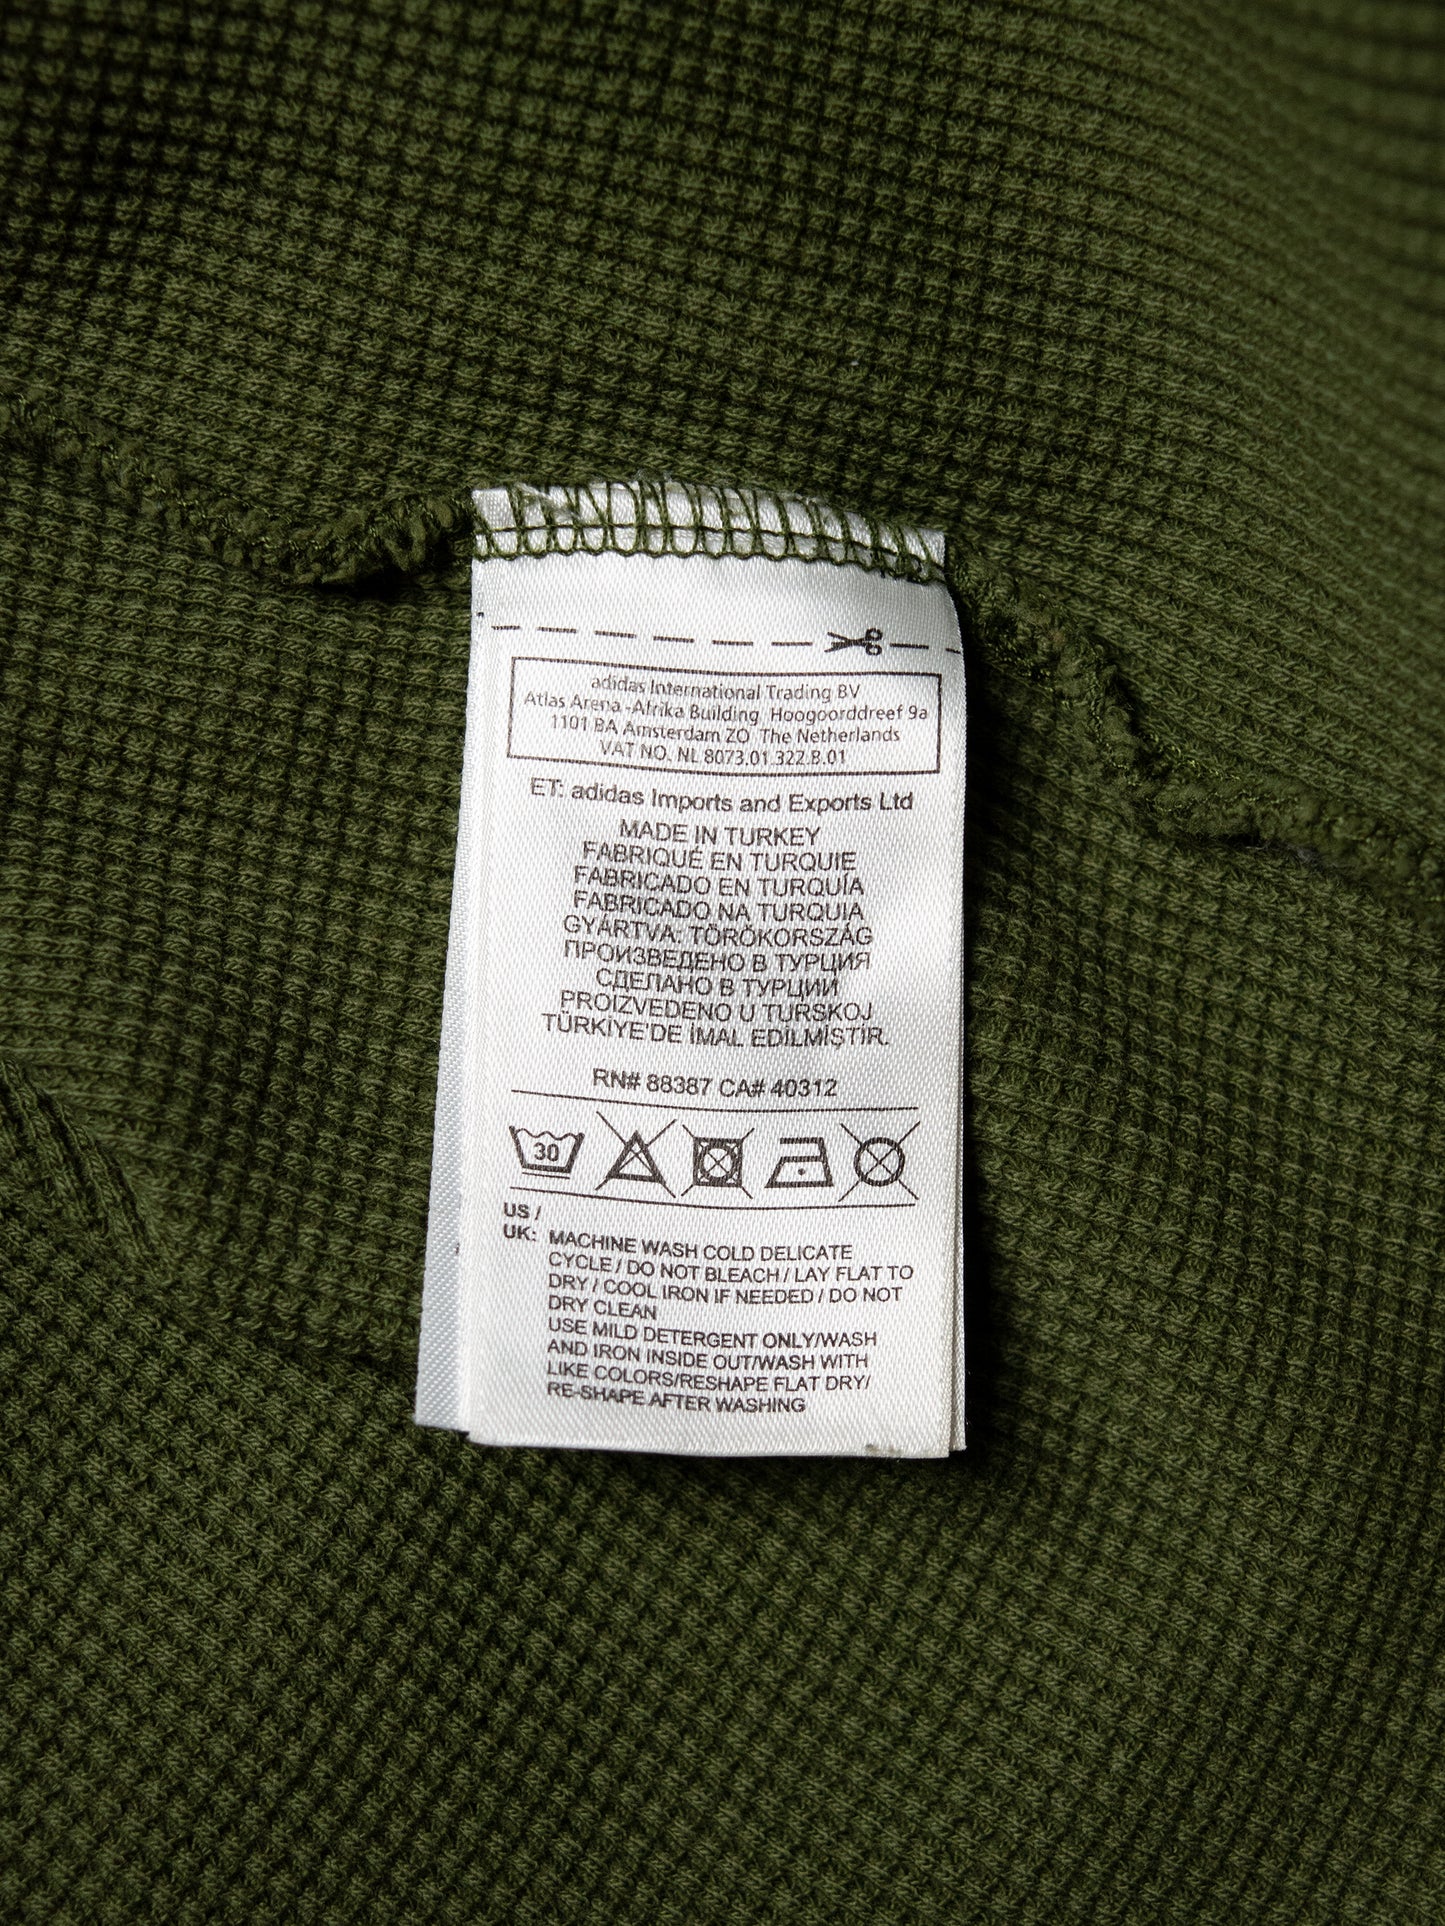 adidas International Trading BV
Atlas Arena -Afrika Building Hoogoorddreef 9a
1101 BA Amsterdam ZO The Netherlands
VAT NO. NL 8073.01.322.B.01
ET: adidas Imports and Exports Ltd
MADE IN TURKEY
FABRIQUÉ EN TURQUIE
FABRICADO EN TURQUÍA
FABRICADO NA TURQUIA
GYÁRTVA: TÖRÖKORSZÁG
ПРОИЗВЕДЕНО В ТУРЦИЯ
СДЕЛАНО В ТУРЦИИ
PROIZVEDENO U TURSKOJ
TÜRKİYE'DE İMAL EDİLMİŞTİR.
RN# 88387 CA# 40312
30
US /
UK: MACHINE WASH COLD DELICATE
CYCLE / DO NOT BLEACH / LAY FLAT TO
DRY / COOL IRON IF NEEDED / DO NOT
DRY CLEAN
USE MILD DETERGENT ONLY/WASH
AND IRON INSIDE OUT/WASH WITH
LIKE COLORS/RESHAPE FLAT DRY/
RE-SHAPE AFTER WASHING